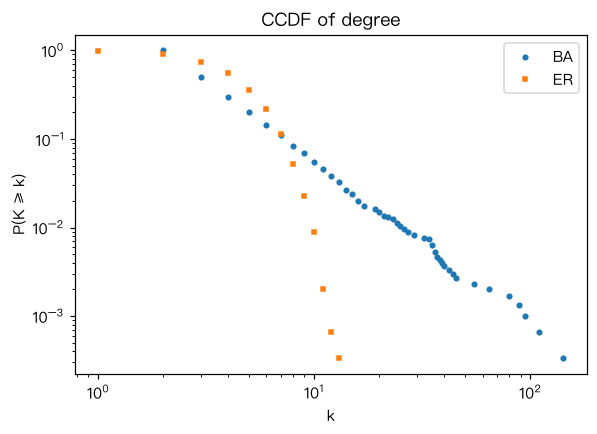 CCDF of degree
BA
ER
P(K ⩾ k)
10⁰
10⁻¹
10⁻²
10⁻³
10⁰
10¹
10²
k